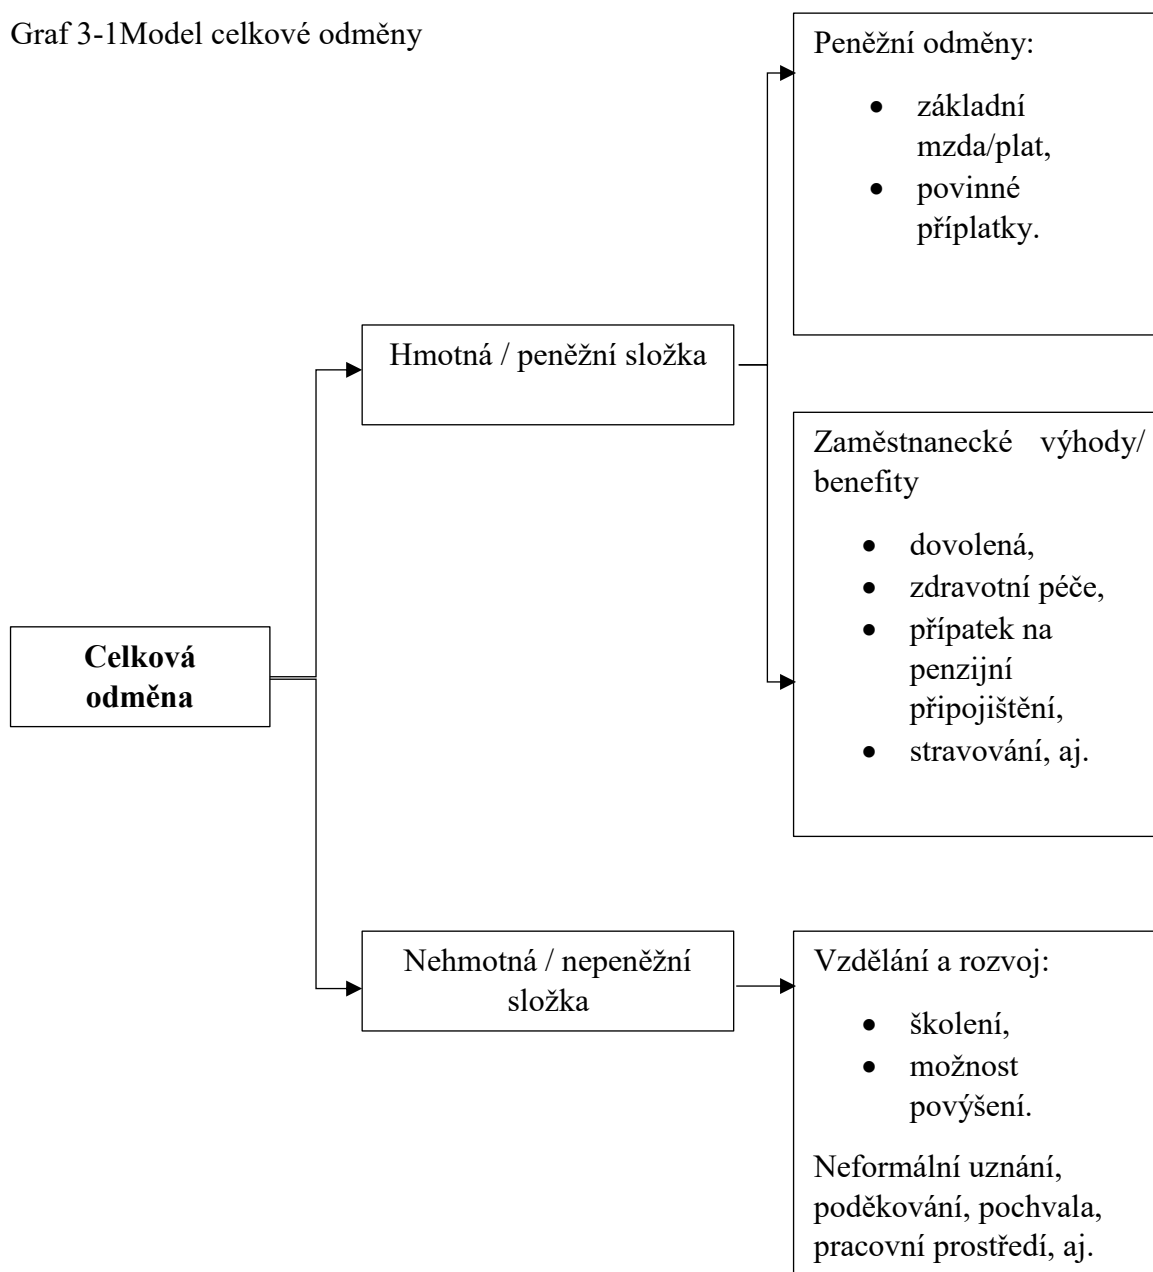 Graf 3-1Model celkové odměny
Peněžní odměny:
• základní
mzda/plat,
• povinné
příplatky.
Hmotná / peněžní složka
Zaměstnanecké výhody/
benefity
• dovolená,
• zdravotní péče,
• přípatek na
penzijní
připojištění,
• stravování, aj.
Celková
odměna
Nehmotná / nepeněžní
složka
Vzdělání a rozvoj:
• školení,
• možnost
povýšení.
Neformální uznání,
poděkování, pochvala,
pracovní prostředí, aj.